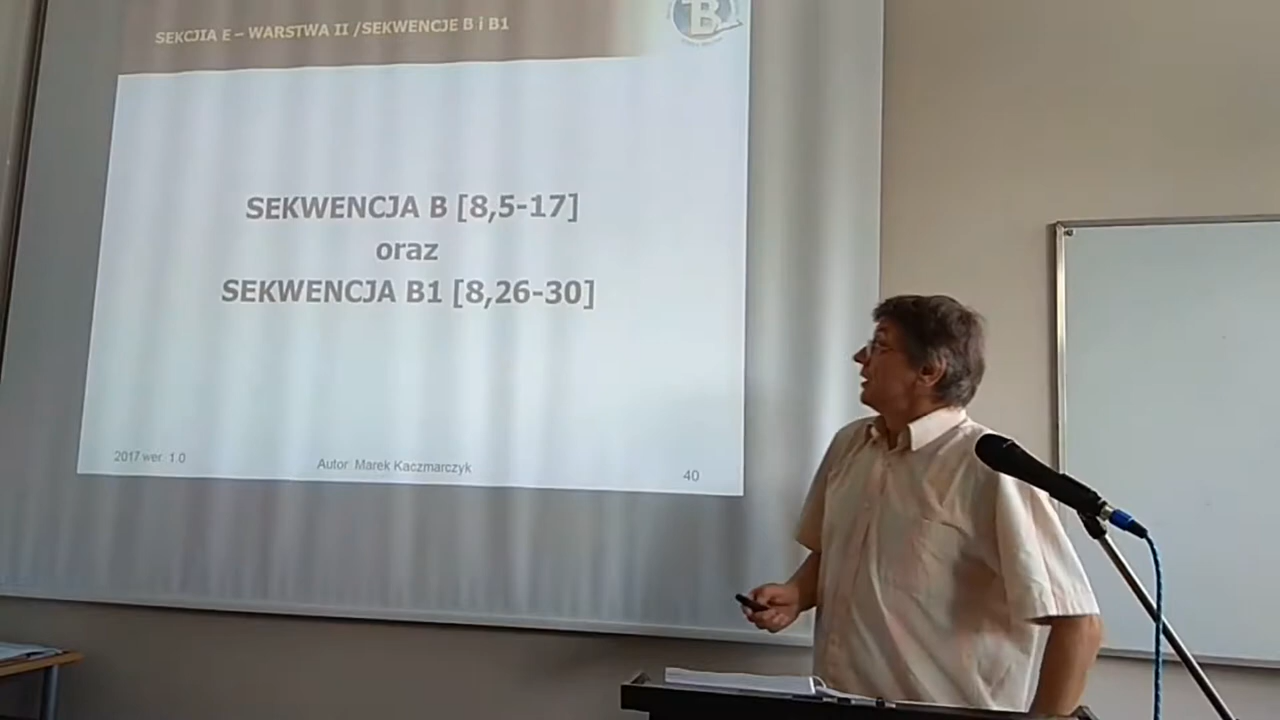 SEKCJIA E – WARSTWA II /SEKWENCJE B i B1
B
SEKWENCJA B [8,5-17]
oraz
SEKWENCJA B1 [8,26-30]
2017 wer. 1.0
Autor: Marek Kaczmarczyk
40